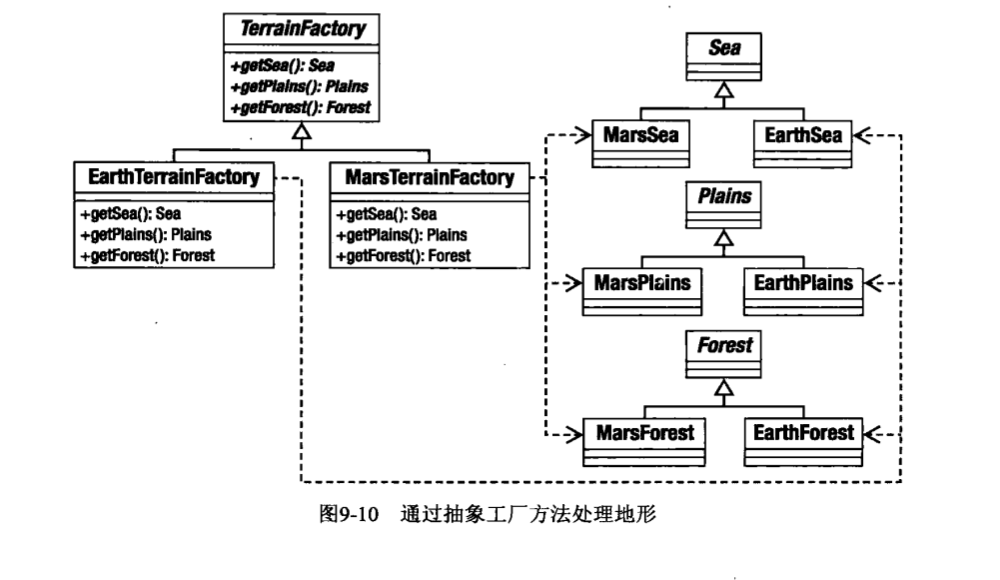 TerrainFactory
+getSea(): Sea
+getPlains(): Plains
+getForest(): Forest
EarthTerrainFactory
+getSea(): Sea
+getPlains(): Plains
+getForest(): Forest
MarsTerrainFactory
+getSea(): Sea
+getPlains(): Plains
+getForest(): Forest
Sea
MarsSea
EarthSea
Plains
MarsPlains
EarthPlains
Forest
MarsForest
EarthForest
图9-10 通过抽象工厂方法处理地形